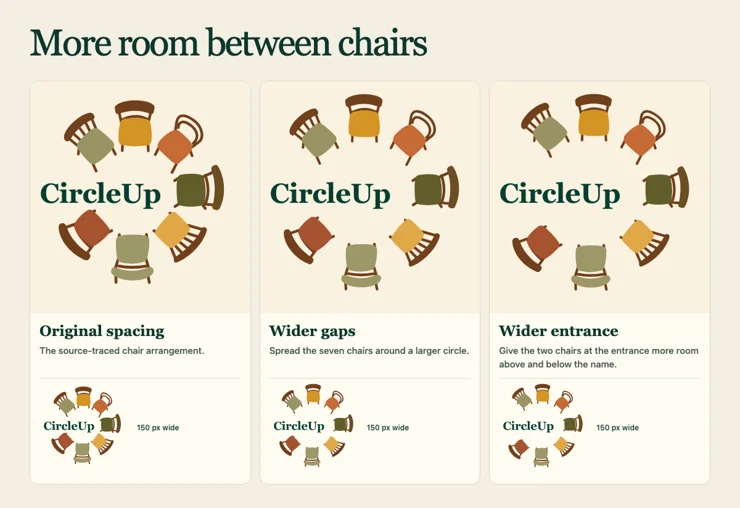 More room between chairs
CircleUp
Original spacing
The source-traced chair arrangement.
CircleUp
150 px wide
CircleUp
Wider gaps
Spread the seven chairs around a larger circle.
CircleUp
150 px wide
CircleUp
Wider entrance
Give the two chairs at the entrance more room
above and below the name.
CircleUp
150 px wide